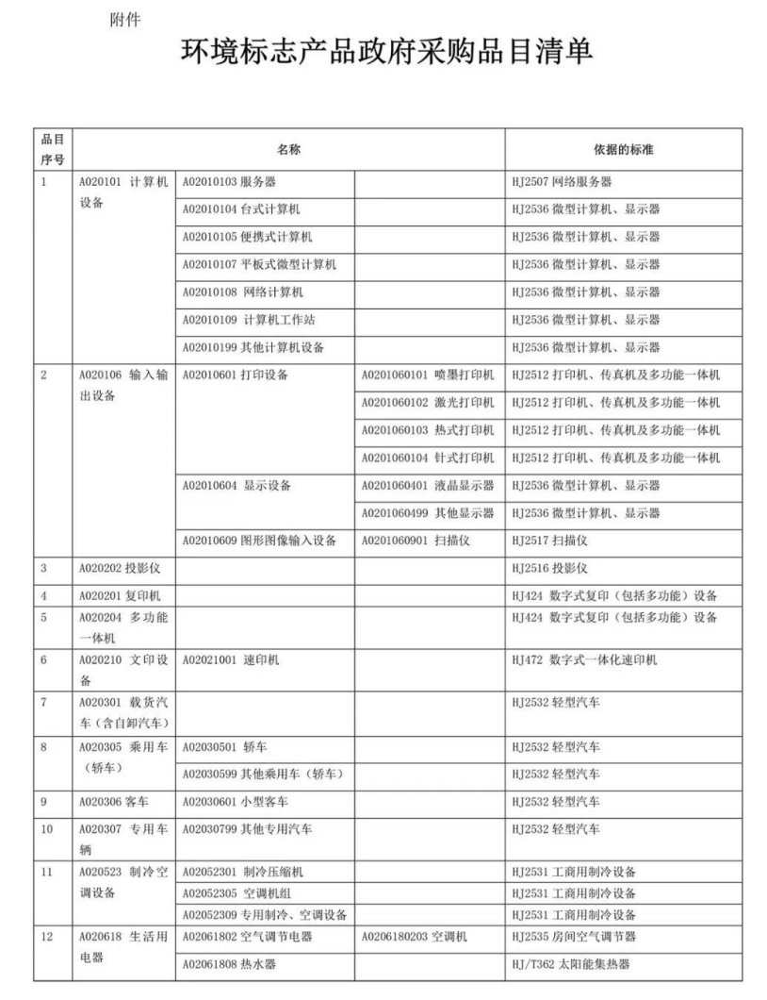 附件
环境标志产品政府采购品目清单
品目
序号
名称
依据的标准
1 A020101 计算机 A02010103 服务器 HJ2507 网络服务器
设备
A02010104 台式计算机 HJ2536 微型计算机、显示器
A02010105 便携式计算机 HJ2536 微型计算机、显示器
A02010107 平板式微型计算机 HJ2536 微型计算机、显示器
A02010108 网络计算机 HJ2536 微型计算机、显示器
A02010109 计算机工作站 HJ2536 微型计算机、显示器
A02010199 其他计算机设备 HJ2536 微型计算机、显示器
2 A020106 输入输 A02010601 打印设备 A0201060101 喷墨打印机 HJ2512 打印机、传真机及多功能一体机
出设备
A0201060102 激光打印机 HJ2512 打印机、传真机及多功能一体机
A0201060103 热式打印机 HJ2512 打印机、传真机及多功能一体机
A0201060104 针式打印机 HJ2512 打印机、传真机及多功能一体机
A02010604 显示设备 A0201060401 液晶显示器 HJ2536 微型计算机、显示器
A0201060499 其他显示器 HJ2536 微型计算机、显示器
A02010609 图形图像输入设备 A0201060901 扫描仪 HJ2517 扫描仪
3 A020202 投影仪 HJ2516 投影仪
4 A020201 复印机 HJ424 数字式复印（包括多功能）设备
5 A020204 多功能 HJ424 数字式复印（包括多功能）设备
一体机
6 A020210 文印设 A02021001 速印机 HJ472 数字式一体化速印机
备
7 A020301 载货汽 HJ2532 轻型汽车
车（含自卸汽车）
8 A020305 乘用车 A02030501 轿车 HJ2532 轻型汽车
（轿车）
A02030599 其他乘用车（轿车） HJ2532 轻型汽车
9 A020306 客车 A02030601 小型客车 HJ2532 轻型汽车
10 A020307 专用车 A02030799 其他专用汽车 HJ2532 轻型汽车
辆
11 A020523 制冷空 A02052301 制冷压缩机 HJ2531 工商用制冷设备
调设备 A02052305 空调机组 HJ2531 工商用制冷设备
A02052309 专用制冷、空调设备 HJ2531 工商用制冷设备
12 A020618 生活用 A02061802 空气调节电器 A0206180203 空调机 HJ2535 房间空气调节器
电器
A02061808 热水器 HJ/T362 太阳能集热器